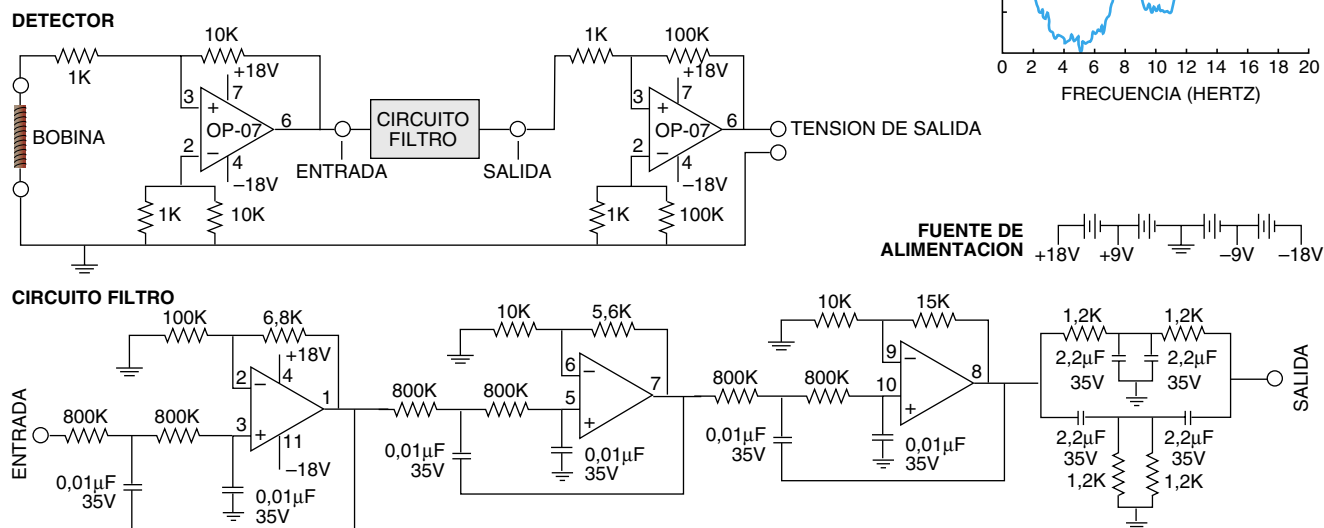 DETECTOR
10K
1K
+18V
7
3
+
OP-07
6
2
–
4
–18V
BOBINA
1K
10K
ENTRADA
CIRCUITO
FILTRO
SALIDA
1K
100K
+18V
7
3
+
OP-07
6
2
–
4
–18V
1K
100K
TENSION DE SALIDA
0 2 4 6 8 10 12 14 16 18 20
FRECUENCIA (HERTZ)
FUENTE DE
ALIMENTACION
+18V
+9V
–9V
–18V
CIRCUITO FILTRO
100K
6,8K
+18V
4
2
–
1
3
+
11
–18V
ENTRADA
800K
800K
0,01µF
35V
0,01µF
35V
10K
5,6K
6
–
7
5
+
800K
800K
0,01µF
35V
0,01µF
35V
10K
15K
9
–
8
10
+
800K
800K
0,01µF
35V
0,01µF
35V
1,2K
1,2K
2,2µF
35V
2,2µF
35V
2,2µF
35V
2,2µF
35V
1,2K
1,2K
SALIDA